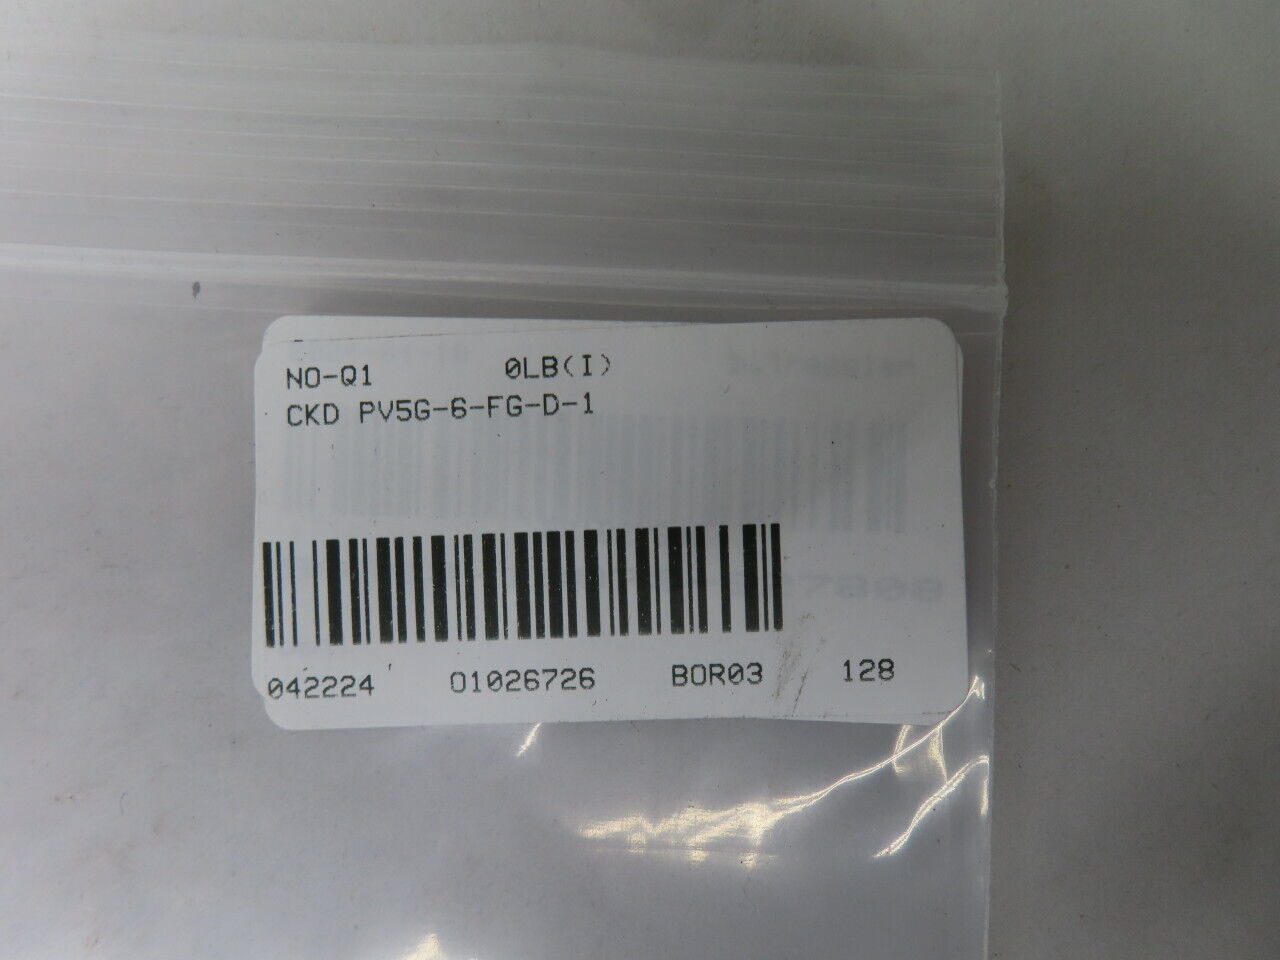 NO-Q1 0LB(I)
CKD PV5G-6-FG-D-1
042224 01026726 BOR03 128